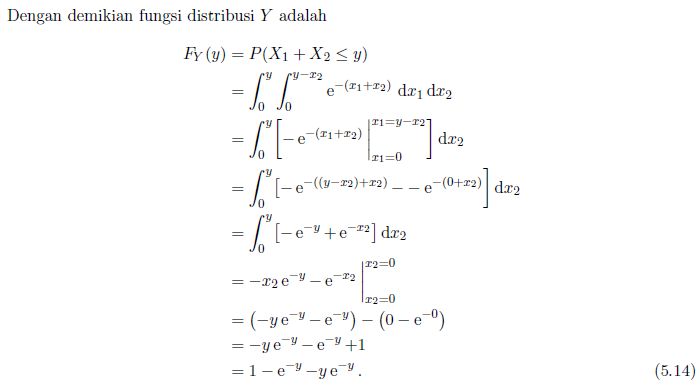 Dengan demikian fungsi distribusi Y adalah
F_Y(y) = P(X_1 + X_2 ≤ y)
= ∫_0^y ∫_0^{y−x_2} e^{−(x_1+x_2)} dx_1 dx_2
= ∫_0^y [− e^{−(x_1+x_2)} |_{x_1=0}^{x_1=y−x_2}] dx_2
= ∫_0^y [− e^{−((y−x_2)+x_2)} − − e^{−(0+x_2)}] dx_2
= ∫_0^y [− e^{−y} + e^{−x_2}] dx_2
= −x_2 e^{−y} − e^{−x_2} |_{x_2=0}^{x_2=0}
= (−y e^{−y} − e^{−y}) − (0 − e^{−0})
= −y e^{−y} − e^{−y} +1
= 1 − e^{−y} −y e^{−y} . (5.14)